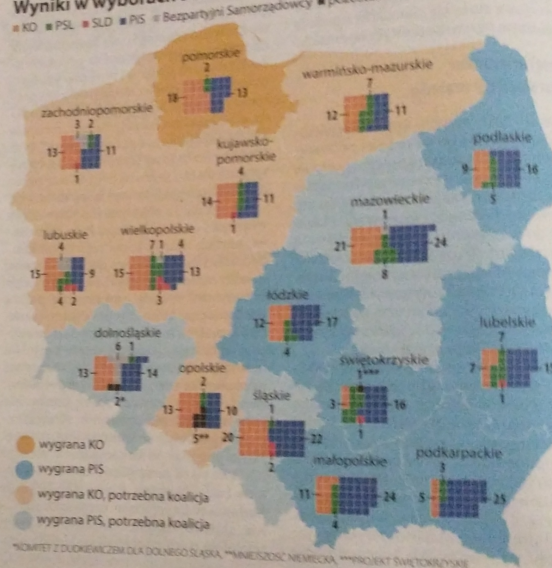 Wyniki w wyborach
KO PSL SLD PiS Bezpartyjni Samorządowcy
pomorskie
2
18 13
warmińsko-mazurskie
7
12 11
zachodniopomorskie
3 2
13 11
1
podlaskie
9 16
5
kujawsko-
pomorskie
4
14 11
1
mazowieckie
1
21 24
8
lubuskie
4
15 9
4 2
wielkopolskie
7 1 4
15 13
3
łódzkie
12 17
4
lubelskie
7
7
1
dolnośląskie
6 1
13 14
2*
opolskie
2
13 10
5**
śląskie
1
20 22
2
świętokrzyskie
1***
3 16
1
małopolskie
11 24
4
podkarpackie
3
5 25
wygrana KO
wygrana PiS
wygrana KO, potrzebna koalicja
wygrana PiS, potrzebna koalicja
*KOMITET Z DUDKIEWICZEM DLA DOLNEGO ŚLĄSKA, **MNIEJSZOŚĆ NIEMIECKA, ***PROJEKT ŚWIĘTOKRZYSKIE